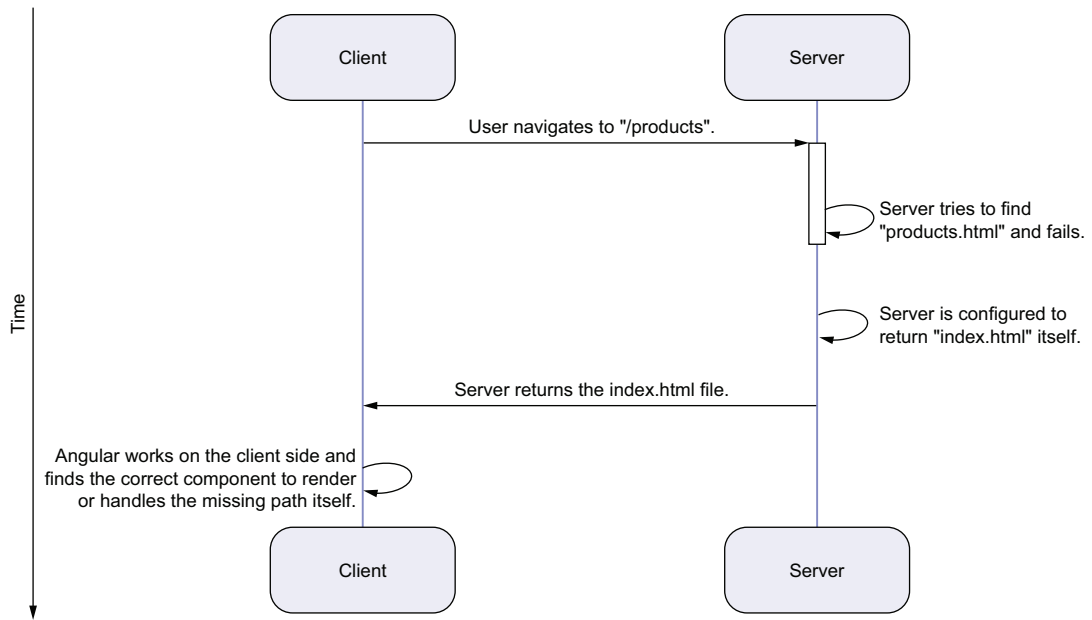 Client
Server
User navigates to "/products".
Server tries to find
"products.html" and fails.
Time
Server is configured to
return "index.html" itself.
Server returns the index.html file.
Angular works on the client side and
finds the correct component to render
or handles the missing path itself.
Client
Server